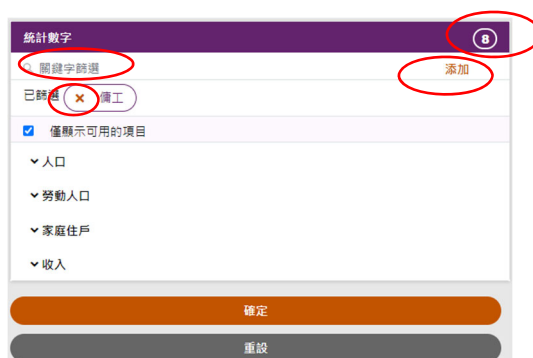 統計數字 8
關鍵字篩選 添加
已篩選 × 傭工
僅顯示可用的項目
人口
勞動人口
家庭住戶
收入
確定
重設